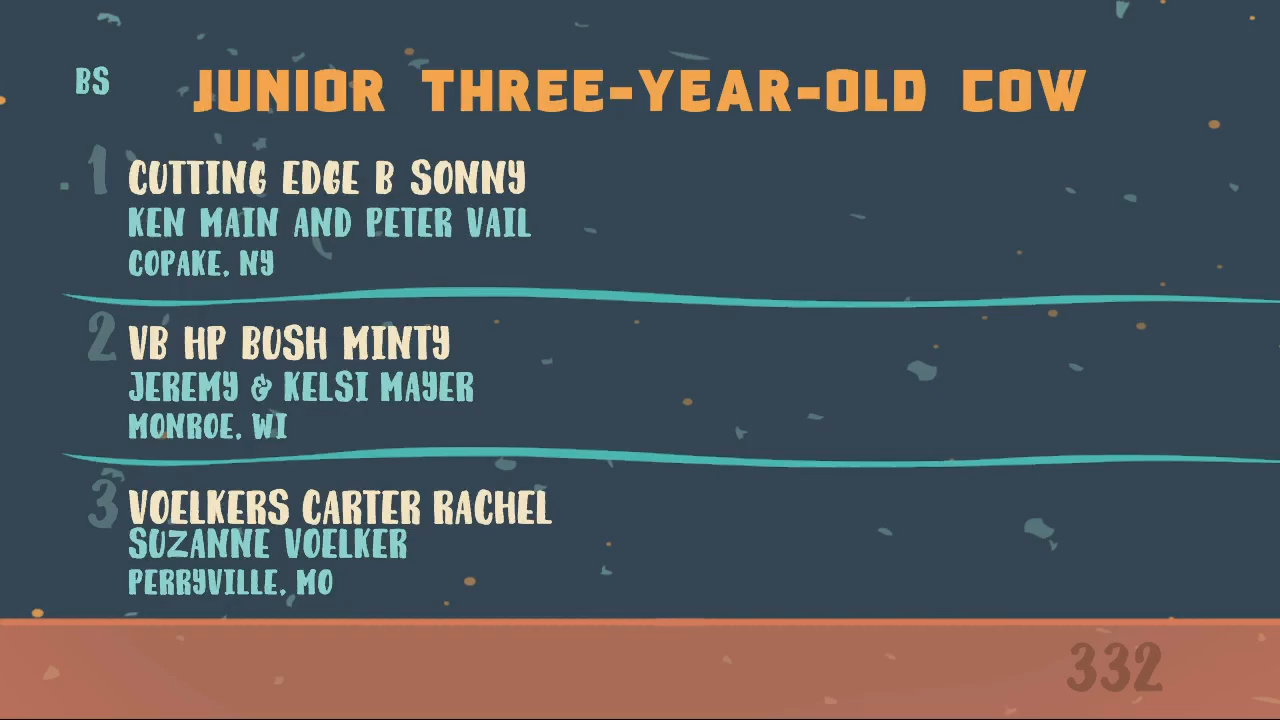 BS
JUNIOR THREE-YEAR-OLD COW
1
CUTTING EDGE B SONNY
KEN MAIN AND PETER VAIL
COPAKE, NY
2
VB HP BUSH MINTY
JEREMY & KELSI MAYER
MONROE, WI
3
VOELKERS CARTER RACHEL
SUZANNE VOELKER
PERRYVILLE, MO
332